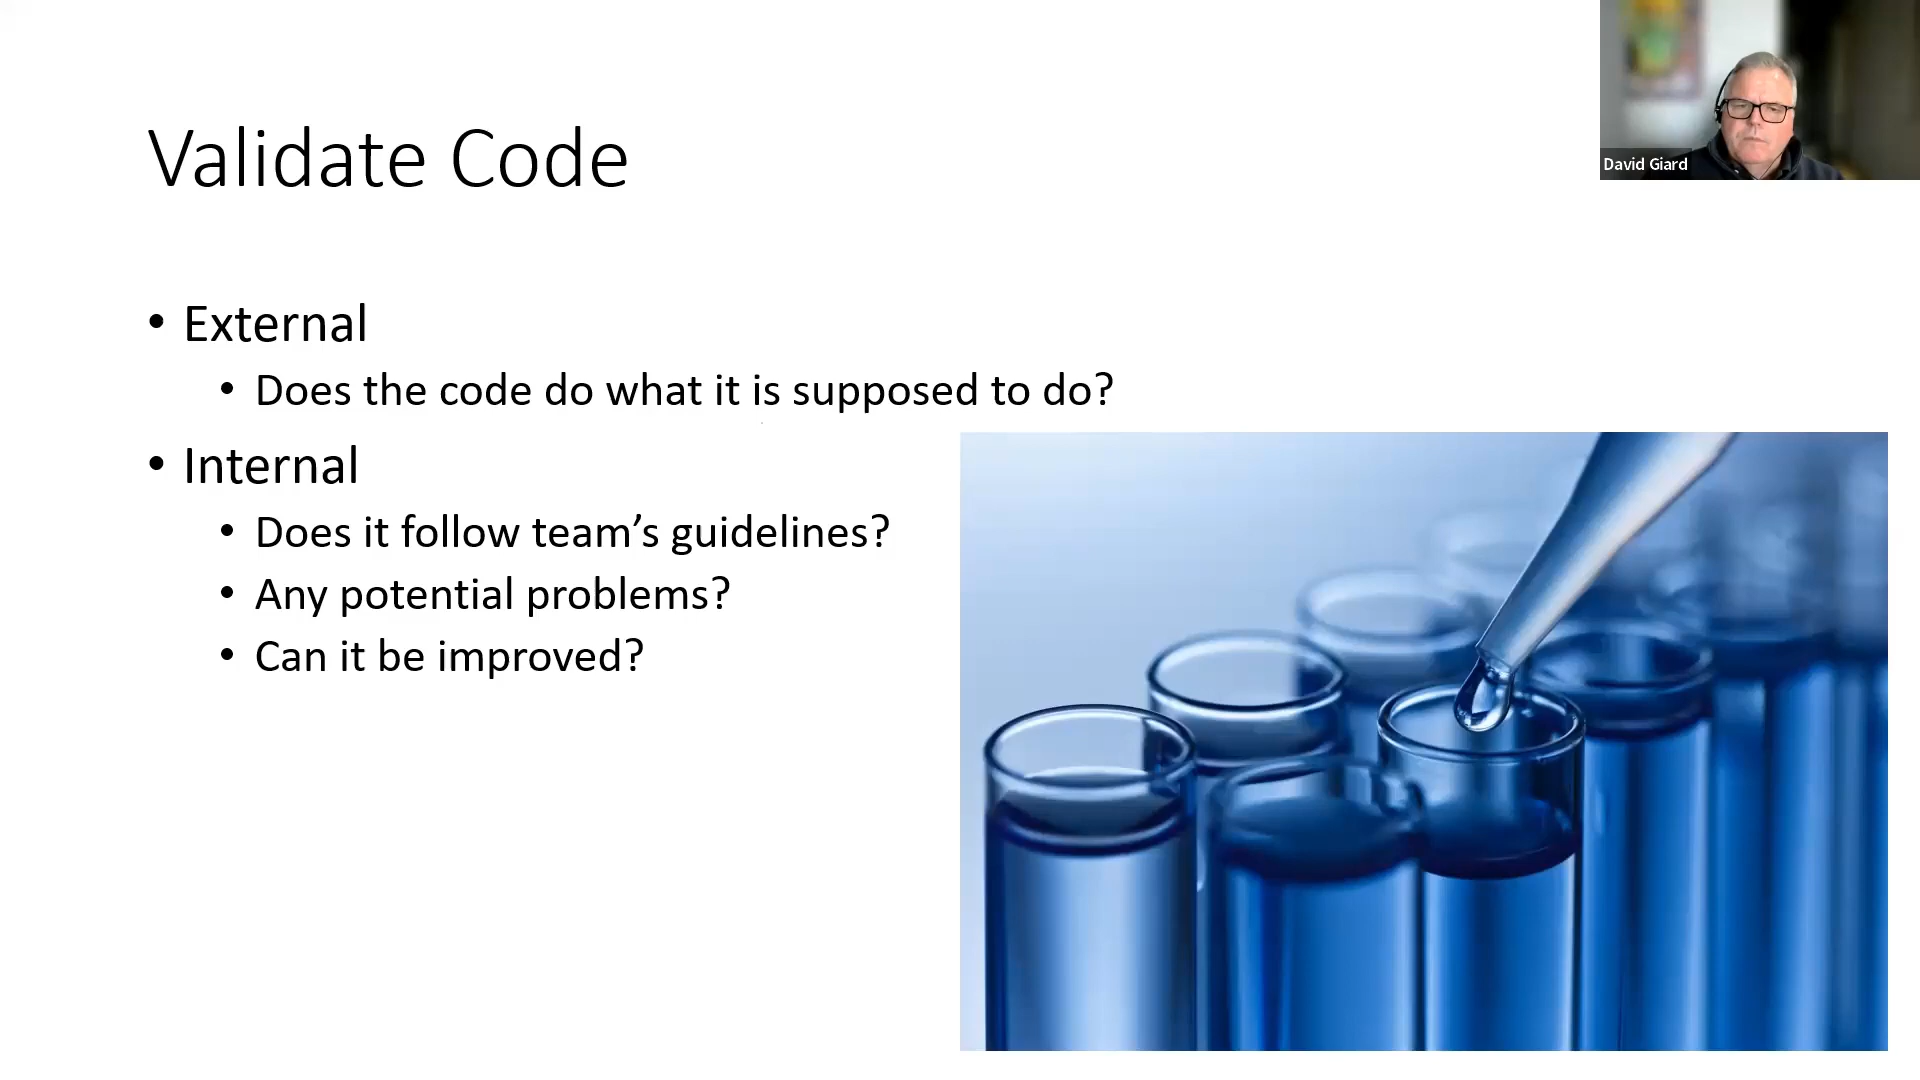 Validate Code
• External
• Does the code do what it is supposed to do?
• Internal
• Does it follow team’s guidelines?
• Any potential problems?
• Can it be improved?
David Giard